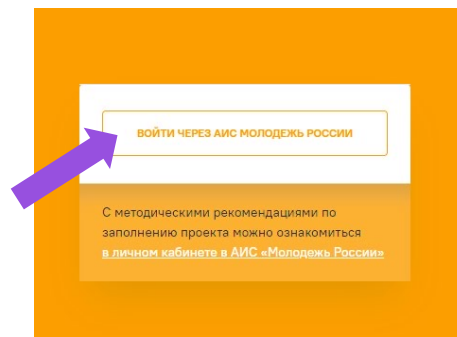 ВОЙТИ ЧЕРЕЗ АИС МОЛОДЕЖЬ РОССИИ
С методическими рекомендациями по
заполнению проекта можно ознакомиться
в личном кабинете в АИС «Молодежь России»